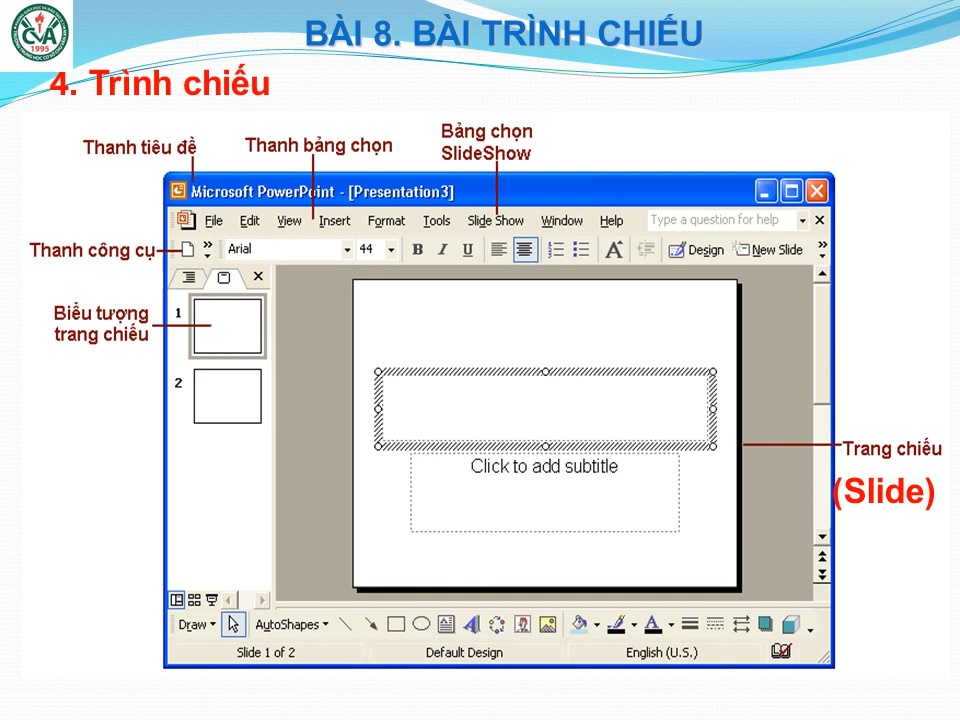 CVA
1995
BÀI 8. BÀI TRÌNH CHIẾU
4. Trình chiếu
Thanh tiêu đề
Thanh bảng chọn
Bảng chọn
SlideShow
Microsoft PowerPoint - [Presentation3]
File Edit View Insert Format Tools Slide Show Window Help Type a question for help
Thanh công cụ
Arial 44 B I U A Design New Slide
Biểu tượng
trang chiếu
1
2
Click to add subtitle
Trang chiếu
(Slide)
Draw AutoShapes
Slide 1 of 2 Default Design English (U.S.)